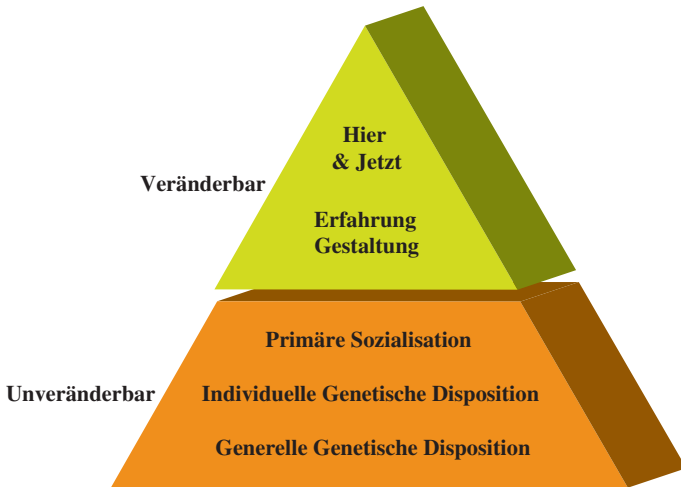 Hier
& Jetzt
Veränderbar
Erfahrung
Gestaltung
Primäre Sozialisation
Unveränderbar
Individuelle Genetische Disposition
Generelle Genetische Disposition